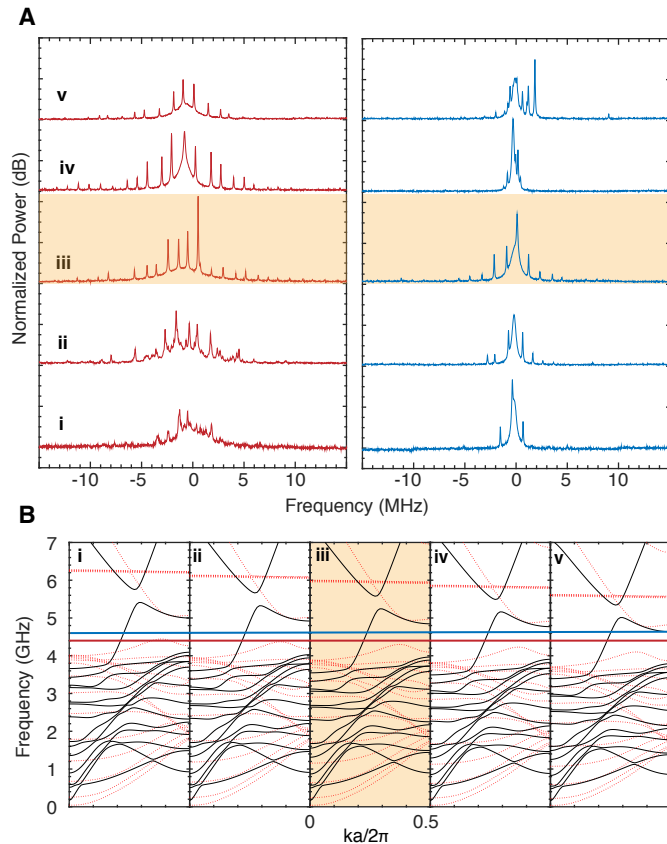 A
v
iv
iii
ii
i
Normalized Power (dB)
-10 -5 0 5 10 -10 -5 0 5 10
Frequency (MHz)
B
i ii iii iv v
7
6
5
4
3
2
1
0
Frequency (GHz)
0 0.5
ka/2π